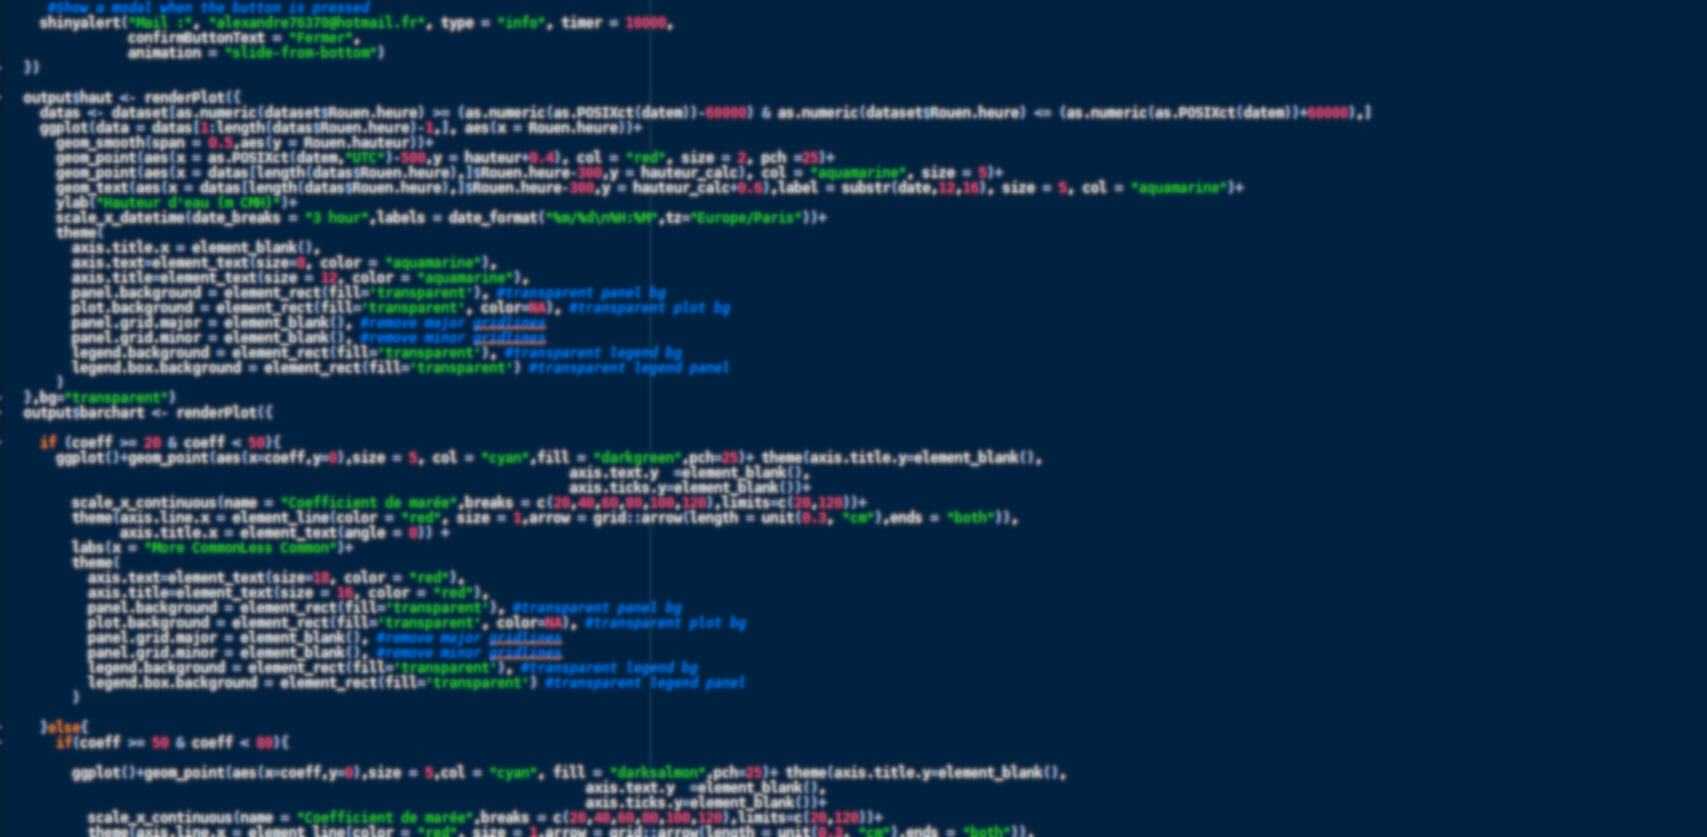 #Show a modal when the button is pressed
shinyalert("Mail :", "alexandre76370@hotmail.fr", type = "info", timer = 10000,
confirmButtonText = "Fermer",
animation = "slide-from-bottom")
})
output$haut <- renderPlot({
datas <- dataset[as.numeric(dataset$Rouen.heure) >= (as.numeric(as.POSIXct(datem))-60000) & as.numeric(dataset$Rouen.heure) <= (as.numeric(as.POSIXct(datem))+60000),]
ggplot(data = datas[1:length(datas$Rouen.heure)-1,], aes(x = Rouen.heure))+
geom_smooth(span = 0.5,aes(y = Rouen.hauteur))+
geom_point(aes(x = as.POSIXct(datem,"UTC")-500,y = hauteur+0.4), col = "red", size = 2, pch =25)+
geom_point(aes(x = datas[length(datas$Rouen.heure),]$Rouen.heure-300,y = hauteur_calc), col = "aquamarine", size = 5)+
geom_text(aes(x = datas[length(datas$Rouen.heure),]$Rouen.heure-300,y = hauteur_calc+0.6),label = substr(date,12,16), size = 5, col = "aquamarine")+
ylab("Hauteur d'eau (m CMH)")+
scale_x_datetime(date_breaks = "3 hour",labels = date_format("%m/%d\n%H:%M",tz="Europe/Paris"))+
theme(
axis.title.x = element_blank(),
axis.text=element_text(size=8, color = "aquamarine"),
axis.title=element_text(size = 12, color = "aquamarine"),
panel.background = element_rect(fill='transparent'), #transparent panel bg
plot.background = element_rect(fill='transparent', color=NA), #transparent plot bg
panel.grid.major = element_blank(), #remove major gridlines
panel.grid.minor = element_blank(), #remove minor gridlines
legend.background = element_rect(fill='transparent'), #transparent legend bg
legend.box.background = element_rect(fill='transparent') #transparent legend panel
)
},bg="transparent")
output$barchart <- renderPlot({
if (coeff >= 20 & coeff < 50){
ggplot()+geom_point(aes(x=coeff,y=0),size = 5, col = "cyan",fill = "darkgreen",pch=25)+ theme(axis.title.y=element_blank(),
axis.text.y =element_blank(),
axis.ticks.y=element_blank())+
scale_x_continuous(name = "Coefficient de marée",breaks = c(20,40,60,80,100,120),limits=c(20,120))+
theme(axis.line.x = element_line(color = "red", size = 1,arrow = grid::arrow(length = unit(0.3, "cm"),ends = "both")),
axis.title.x = element_text(angle = 0)) +
labs(x = "More CommonLess Common")+
theme(
axis.text=element_text(size=10, color = "red"),
axis.title=element_text(size = 16, color = "red"),
panel.background = element_rect(fill='transparent'), #transparent panel bg
plot.background = element_rect(fill='transparent', color=NA), #transparent plot bg
panel.grid.major = element_blank(), #remove major gridlines
panel.grid.minor = element_blank(), #remove minor gridlines
legend.background = element_rect(fill='transparent'), #transparent legend bg
legend.box.background = element_rect(fill='transparent') #transparent legend panel
)
}else{
if(coeff >= 50 & coeff < 80){
ggplot()+geom_point(aes(x=coeff,y=0),size = 5,col = "cyan", fill = "darksalmon",pch=25)+ theme(axis.title.y=element_blank(),
axis.text.y =element_blank(),
axis.ticks.y=element_blank())+
scale_x_continuous(name = "Coefficient de marée",breaks = c(20,40,60,80,100,120),limits=c(20,120))+
theme(axis.line.x = element_line(color = "red", size = 1,arrow = grid::arrow(length = unit(0.3, "cm"),ends = "both")),